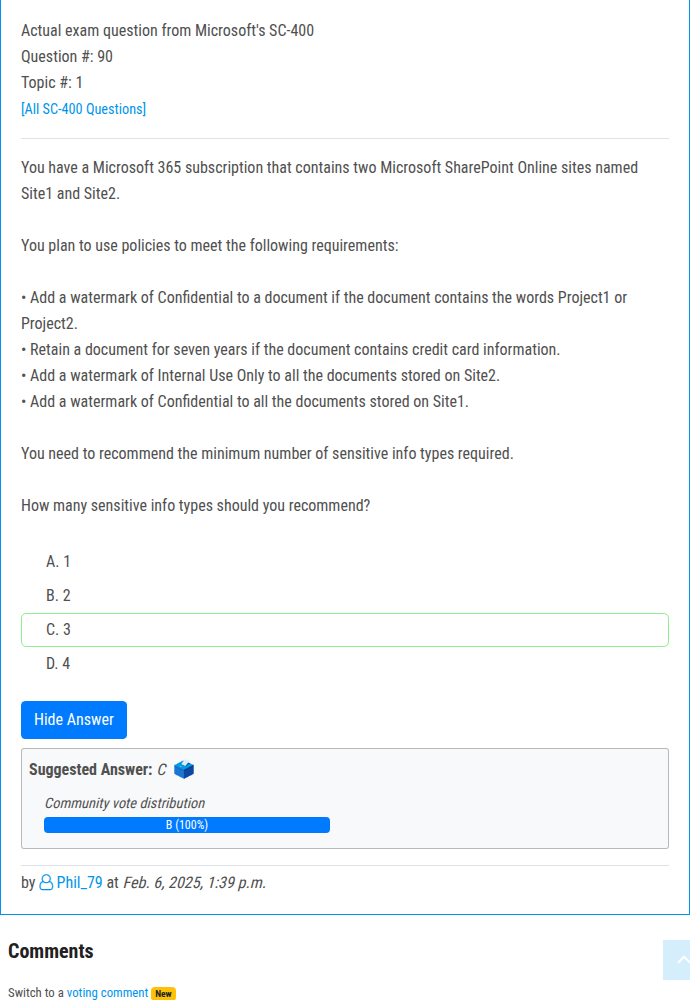 Actual exam question from Microsoft's SC-400
Question #: 90
Topic #: 1
[All SC-400 Questions]
You have a Microsoft 365 subscription that contains two Microsoft SharePoint Online sites named
Site1 and Site2.
You plan to use policies to meet the following requirements:
• Add a watermark of Confidential to a document if the document contains the words Project1 or
Project2.
• Retain a document for seven years if the document contains credit card information.
• Add a watermark of Internal Use Only to all the documents stored on Site2.
• Add a watermark of Confidential to all the documents stored on Site1.
You need to recommend the minimum number of sensitive info types required.
How many sensitive info types should you recommend?
A. 1
B. 2
C. 3
D. 4
Hide Answer
Suggested Answer: C
Community vote distribution
B (100%)
by Phil_79 at Feb. 6, 2025, 1:39 p.m.
Comments
Switch to a voting comment New